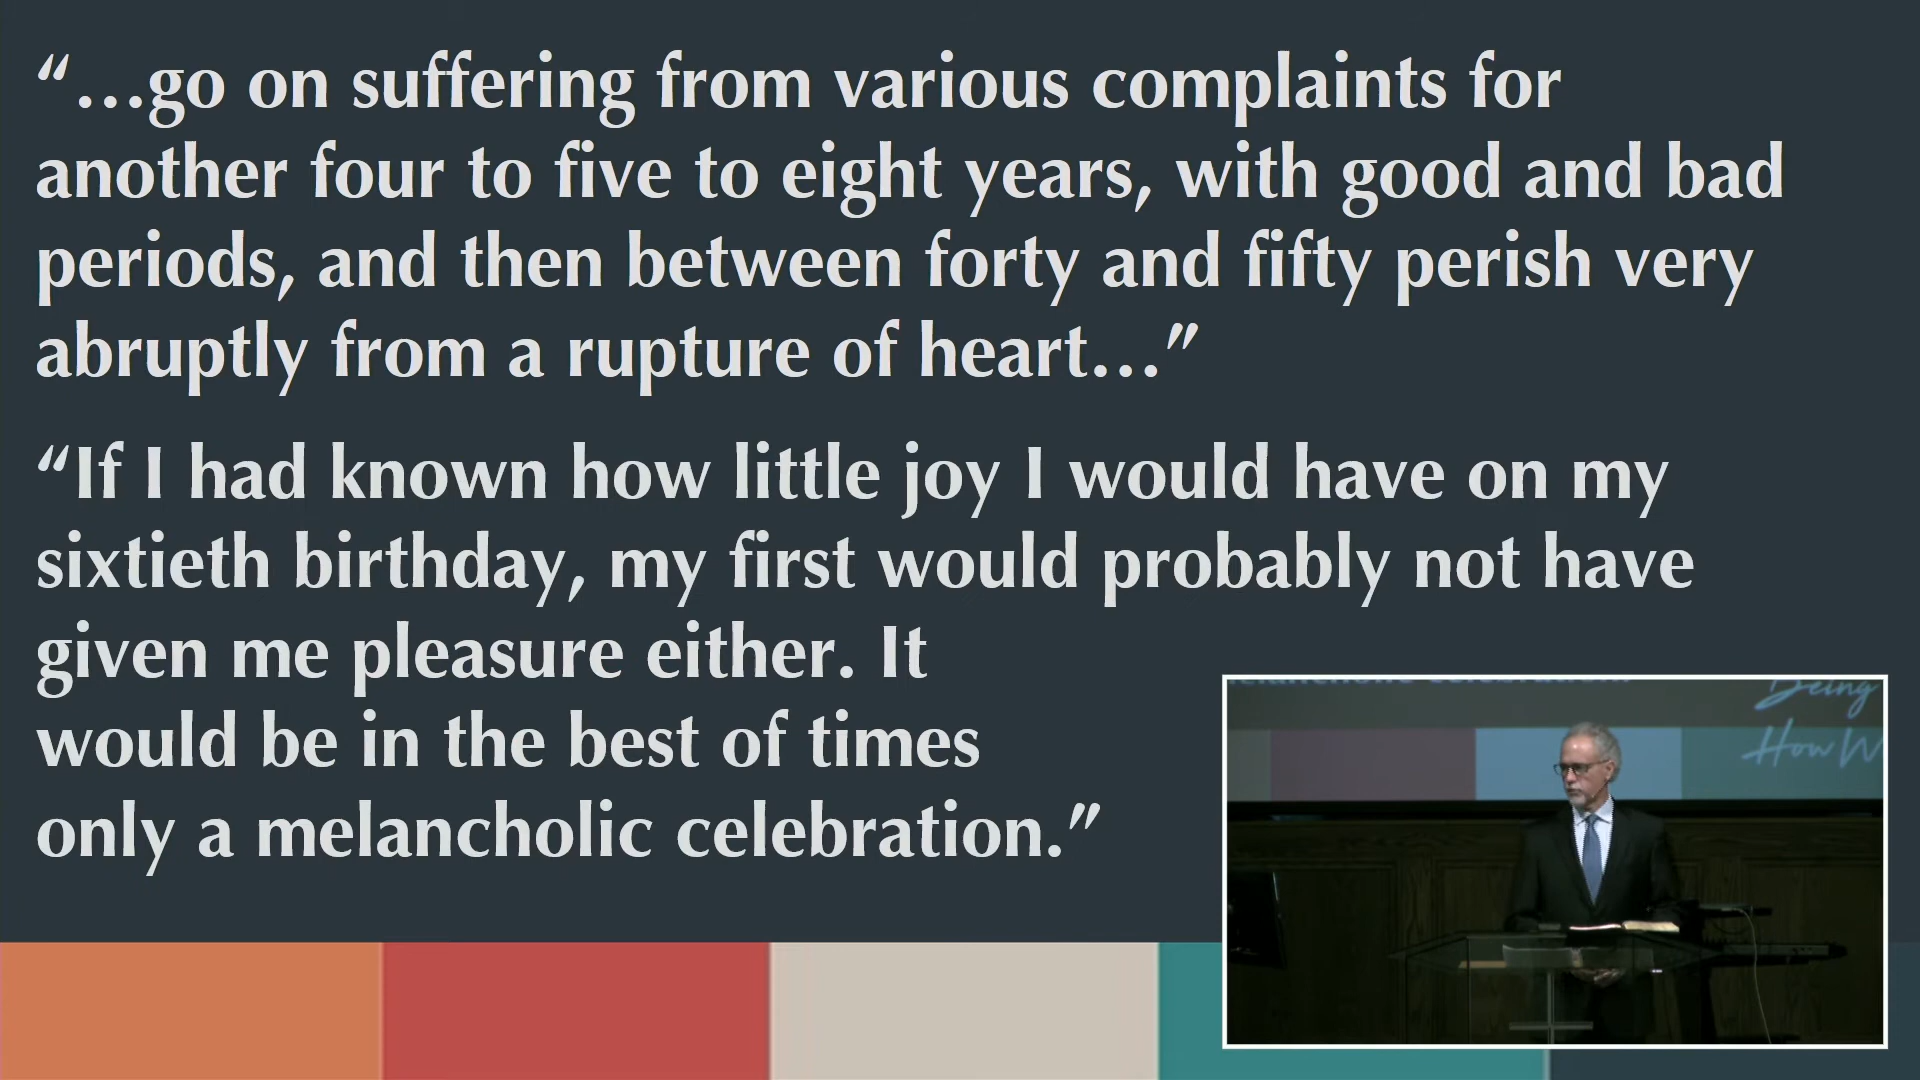 “…go on suffering from various complaints for
another four to five to eight years, with good and bad
periods, and then between forty and fifty perish very
abruptly from a rupture of heart…”
“If I had known how little joy I would have on my
sixtieth birthday, my first would probably not have
given me pleasure either. It
would be in the best of times
only a melancholic celebration.”
Being
How W